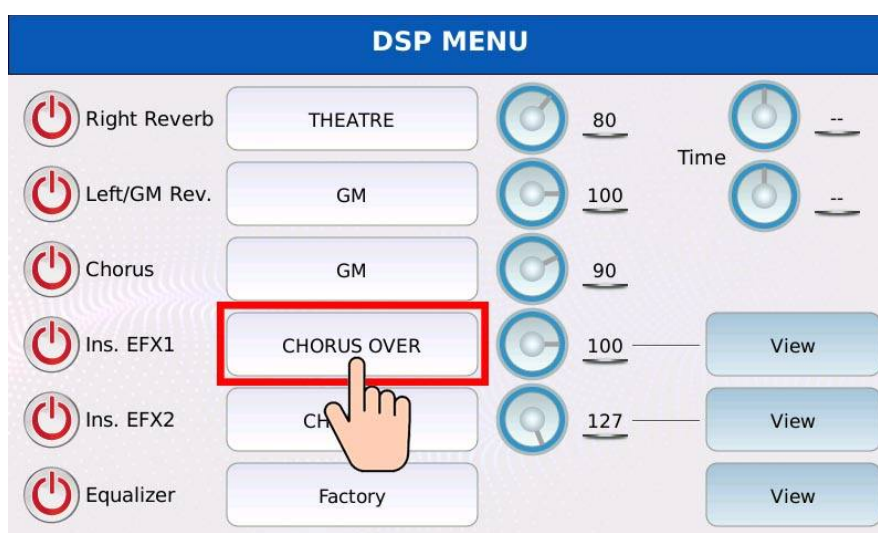 DSP MENU
Right Reverb THEATRE 80 Time --
Left/GM Rev. GM 100 --
Chorus GM 90
Ins. EFX1 CHORUS OVER 100 View
Ins. EFX2 127 View
Equalizer Factory View